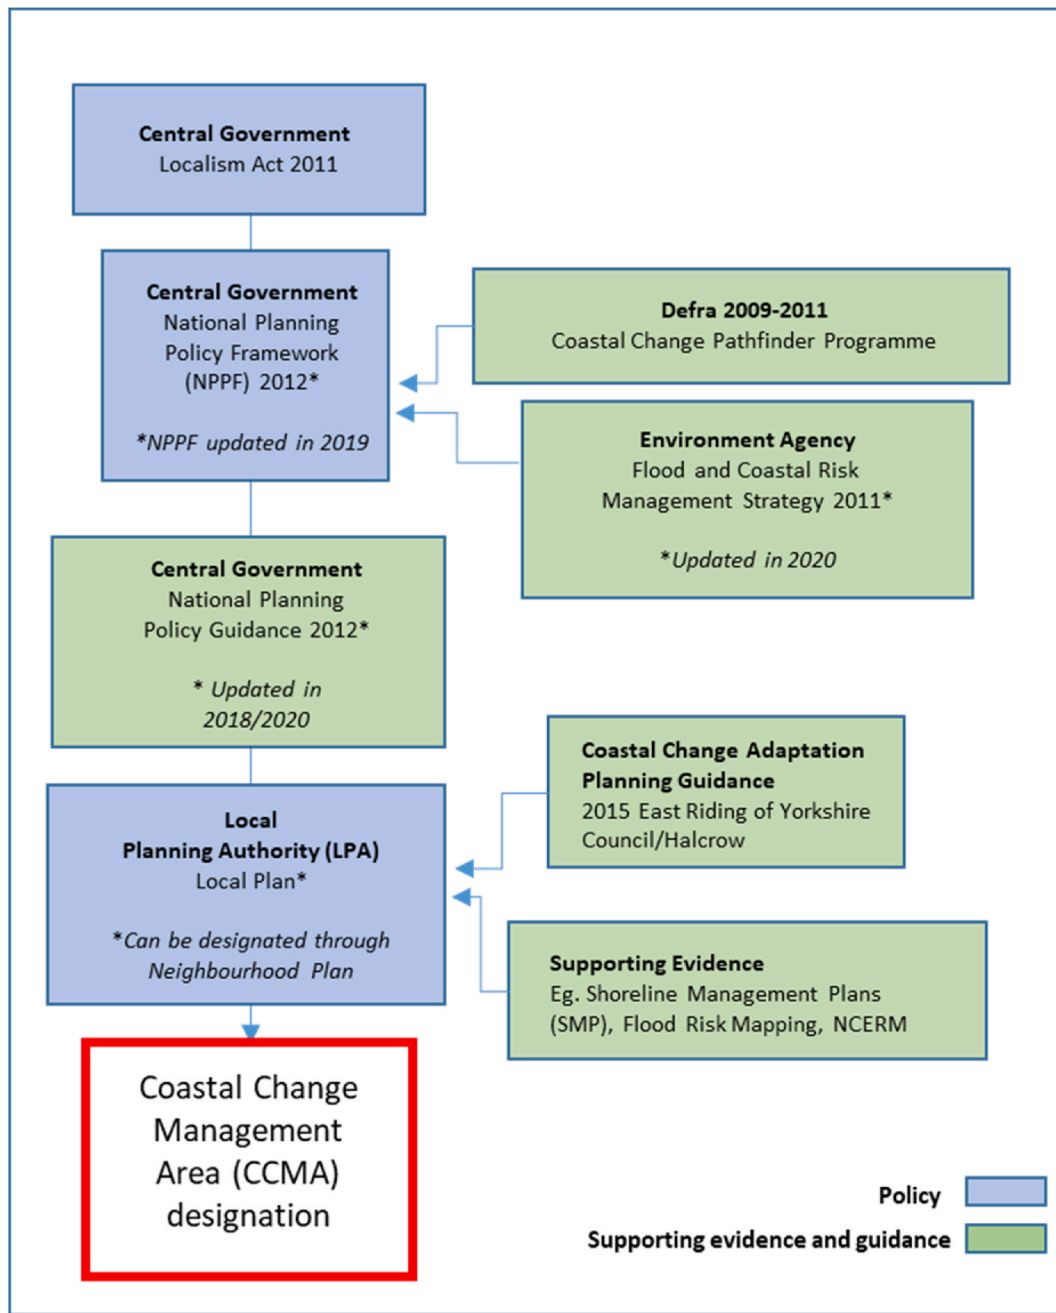 Central Government
Localism Act 2011
Central Government
National Planning
Policy Framework
(NPPF) 2012*
*NPPF updated in 2019
Defra 2009-2011
Coastal Change Pathfinder Programme
Environment Agency
Flood and Coastal Risk
Management Strategy 2011*
*Updated in 2020
Central Government
National Planning
Policy Guidance 2012*
* Updated in
2018/2020
Coastal Change Adaptation
Planning Guidance
2015 East Riding of Yorkshire
Council/Halcrow
Local
Planning Authority (LPA)
Local Plan*
*Can be designated through
Neighbourhood Plan
Supporting Evidence
Eg. Shoreline Management Plans
(SMP), Flood Risk Mapping, NCERM
Coastal Change
Management
Area (CCMA)
designation
Policy
Supporting evidence and guidance